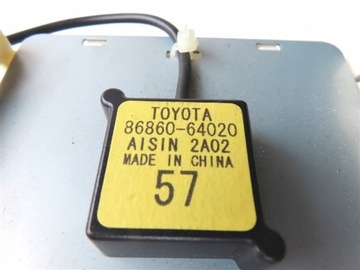 TOYOTA
86860-64020
AISIN 2A02
MADE IN CHINA
57